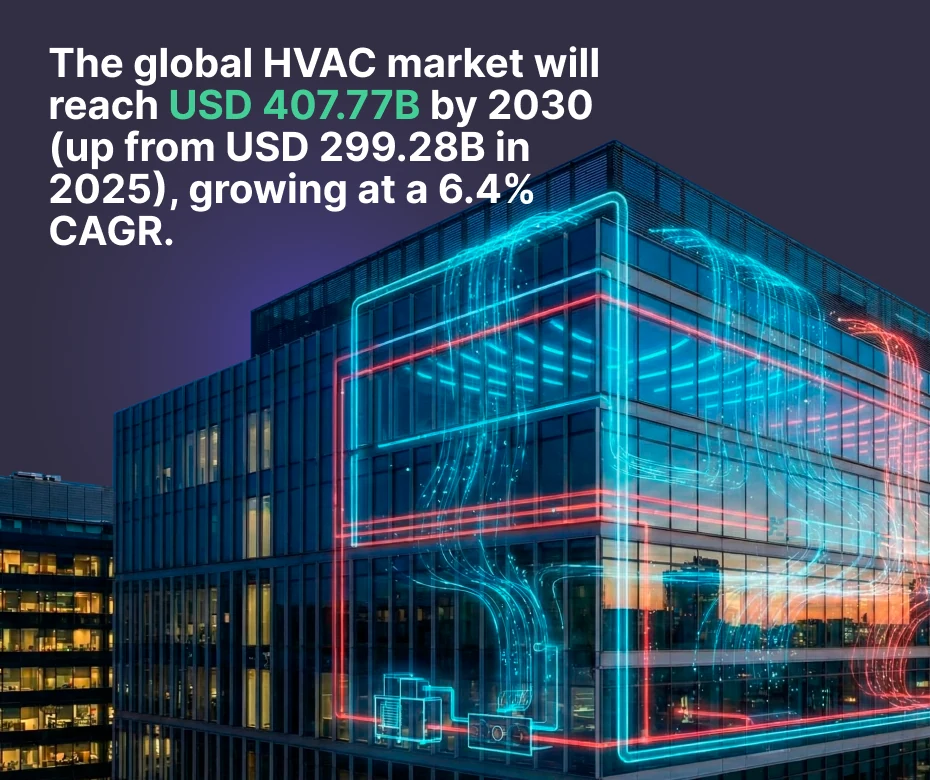 The global HVAC market will
reach USD 407.77B by 2030
(up from USD 299.28B in
2025), growing at a 6.4%
CAGR.